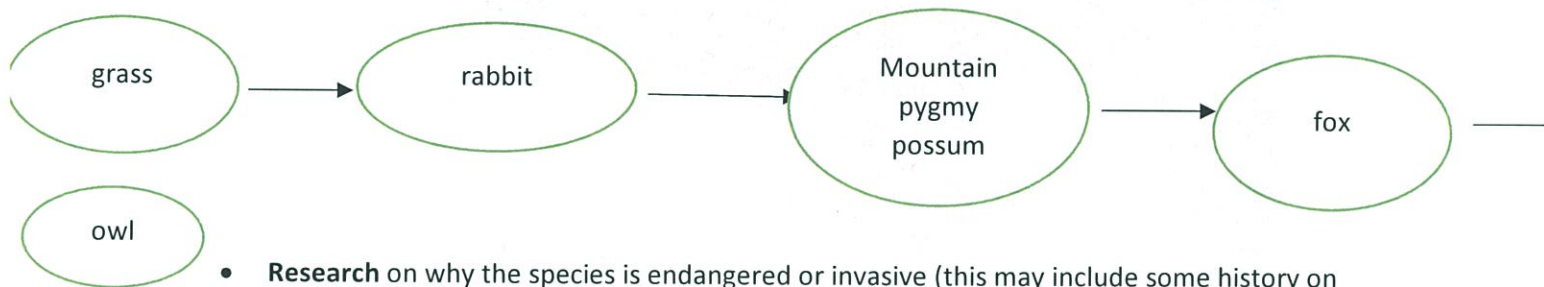 grass
rabbit
Mountain
pygmy
possum
fox
owl
• Research on why the species is endangered or invasive (this may include some history on